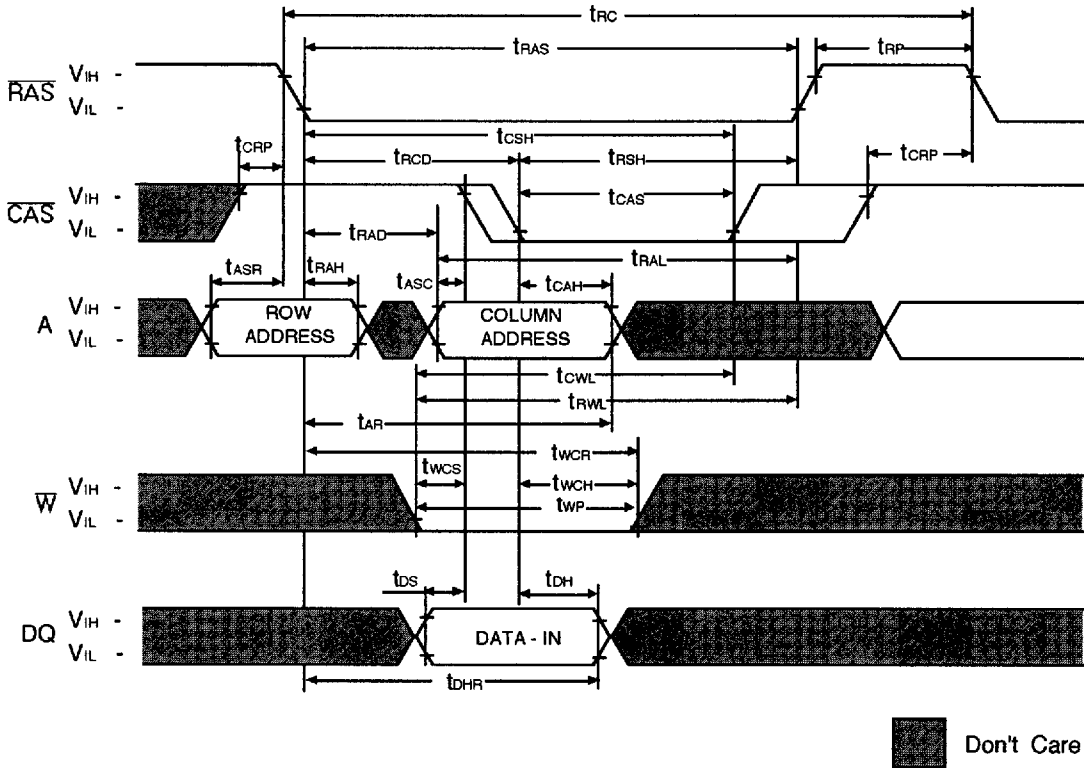 tRC
tRAS
tRP
RAS
VIH -
VIL -
tCRP
tCSH
tRCD
tRSH
tCRP
CAS
VIH -
VIL -
tCAS
tRAD
tRAL
tASR
tRAH
tASC
tCAH
A
VIH -
VIL -
ROW
ADDRESS
COLUMN
ADDRESS
tCWL
tRWL
tAR
tWCR
tWCS
tWCH
tWP
W
VIH -
VIL -
tDS
tDH
DQ
VIH -
VIL -
DATA - IN
tDHR
Don't Care